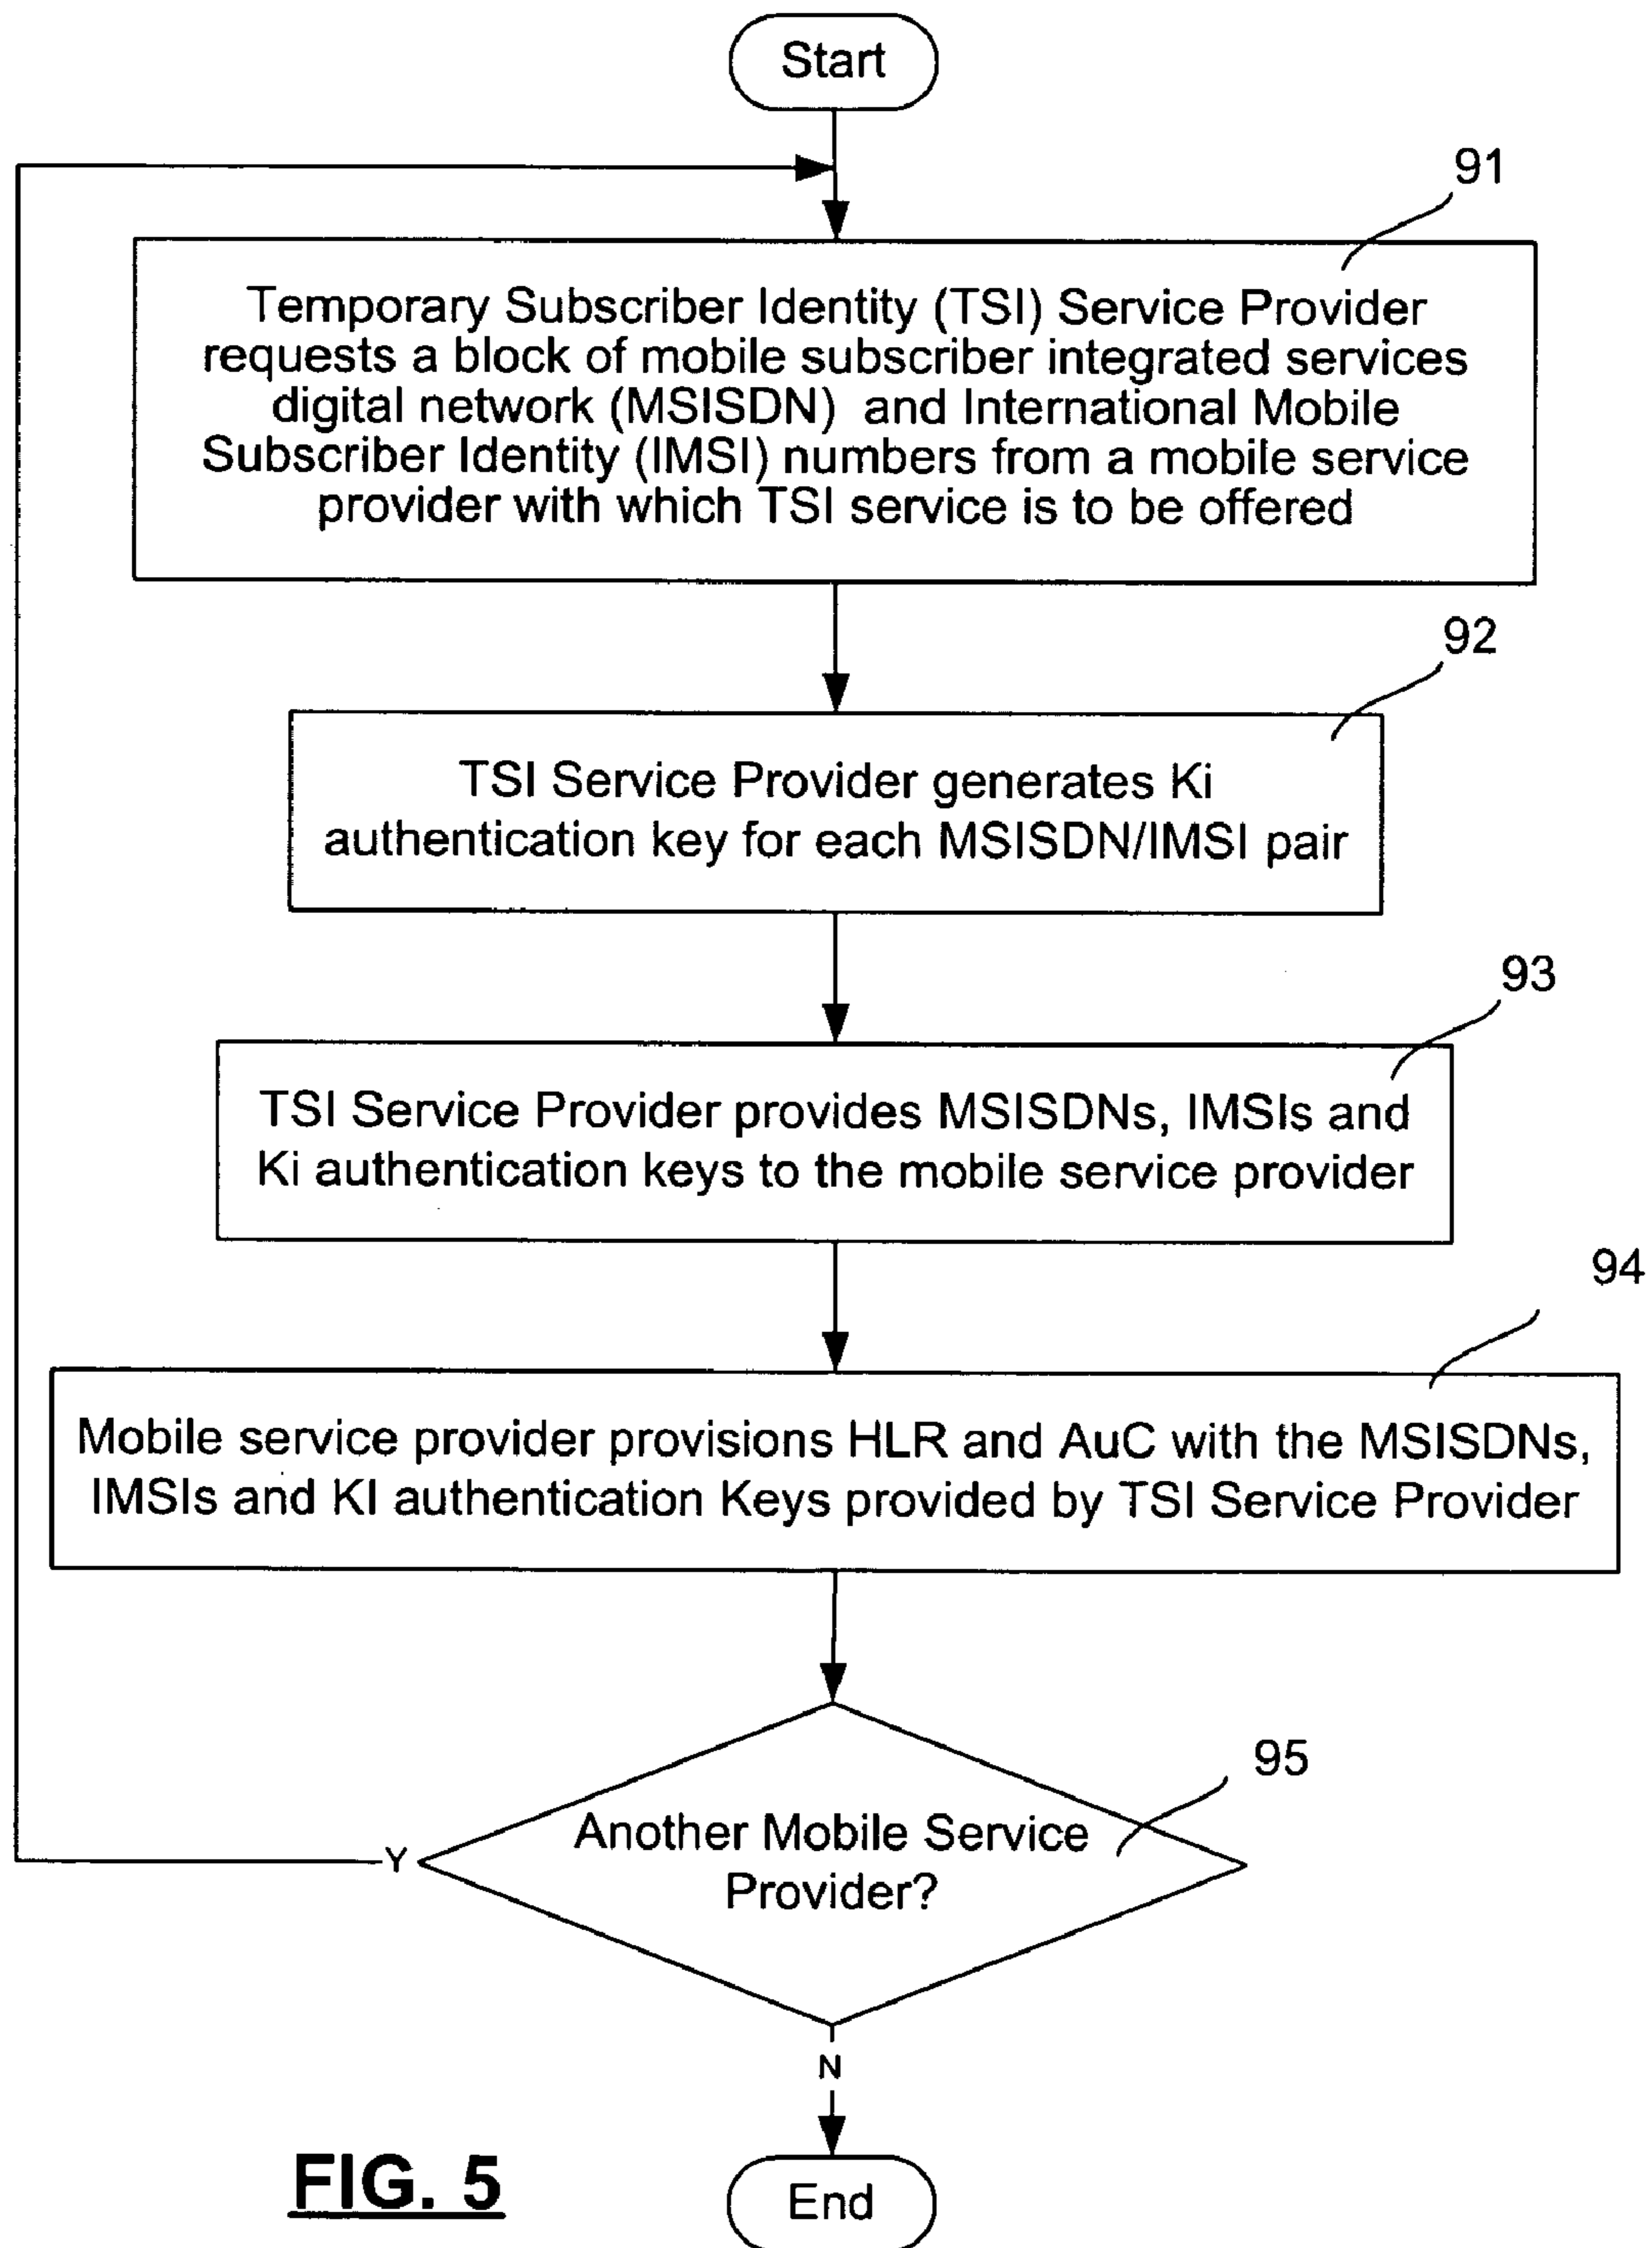 Start
91
Temporary Subscriber Identity (TSI) Service Provider
requests a block of mobile subscriber integrated services
digital network (MSISDN) and International Mobile
Subscriber Identity (IMSI) numbers from a mobile service
provider with which TSI service is to be offered
92
TSI Service Provider generates Ki
authentication key for each MSISDN/IMSI pair
93
TSI Service Provider provides MSISDNs, IMSIs and
Ki authentication keys to the mobile service provider
94
Mobile service provider provisions HLR and AuC with the MSISDNs,
IMSIs and KI authentication Keys provided by TSI Service Provider
95
Another Mobile Service
Provider?
Y
N
End
FIG. 5